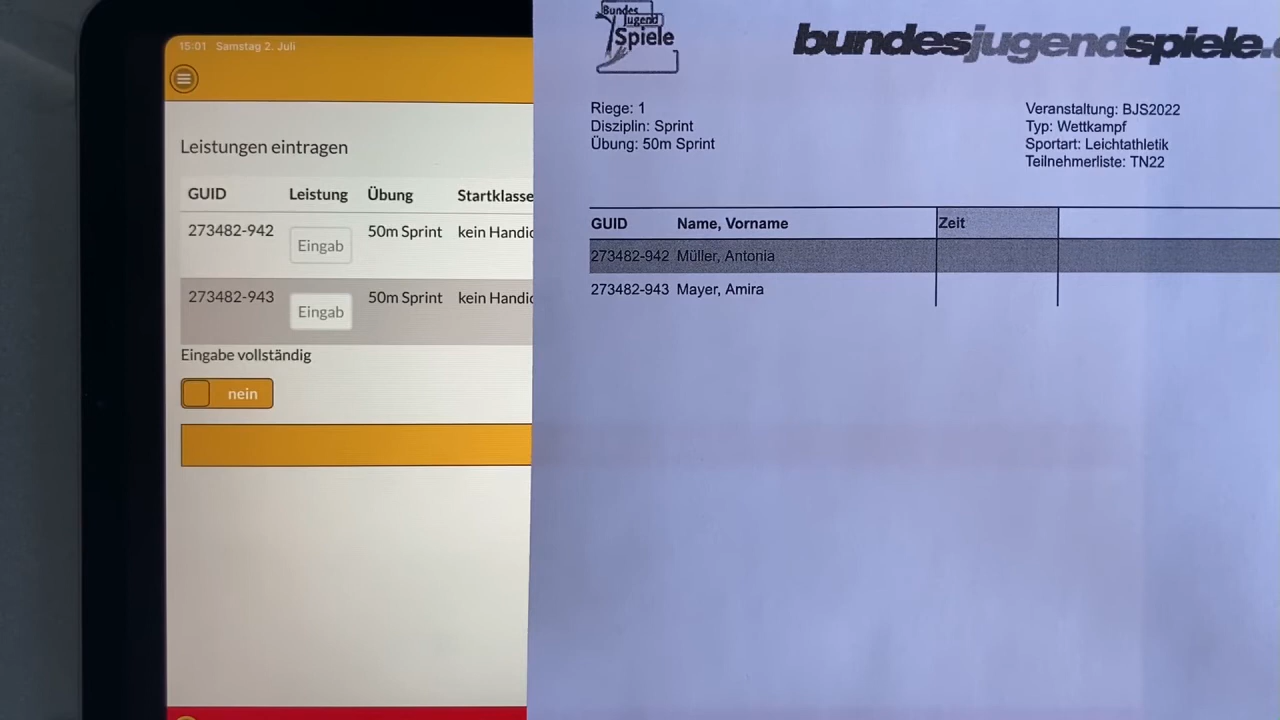 15:01 Samstag 2. Juli
Leistungen eintragen
GUID Leistung Übung Startklasse
273482-942 Eingab 50m Sprint kein Handic
273482-943 Eingab 50m Sprint kein Handic
Eingabe vollständig
nein
Bundes
Jugend
Spiele
bundesjugendspiele.
Riege: 1
Disziplin: Sprint
Übung: 50m Sprint
Veranstaltung: BJS2022
Typ: Wettkampf
Sportart: Leichtathletik
Teilnehmerliste: TN22
GUID Name, Vorname Zeit
273482-942 Müller, Antonia
273482-943 Mayer, Amira